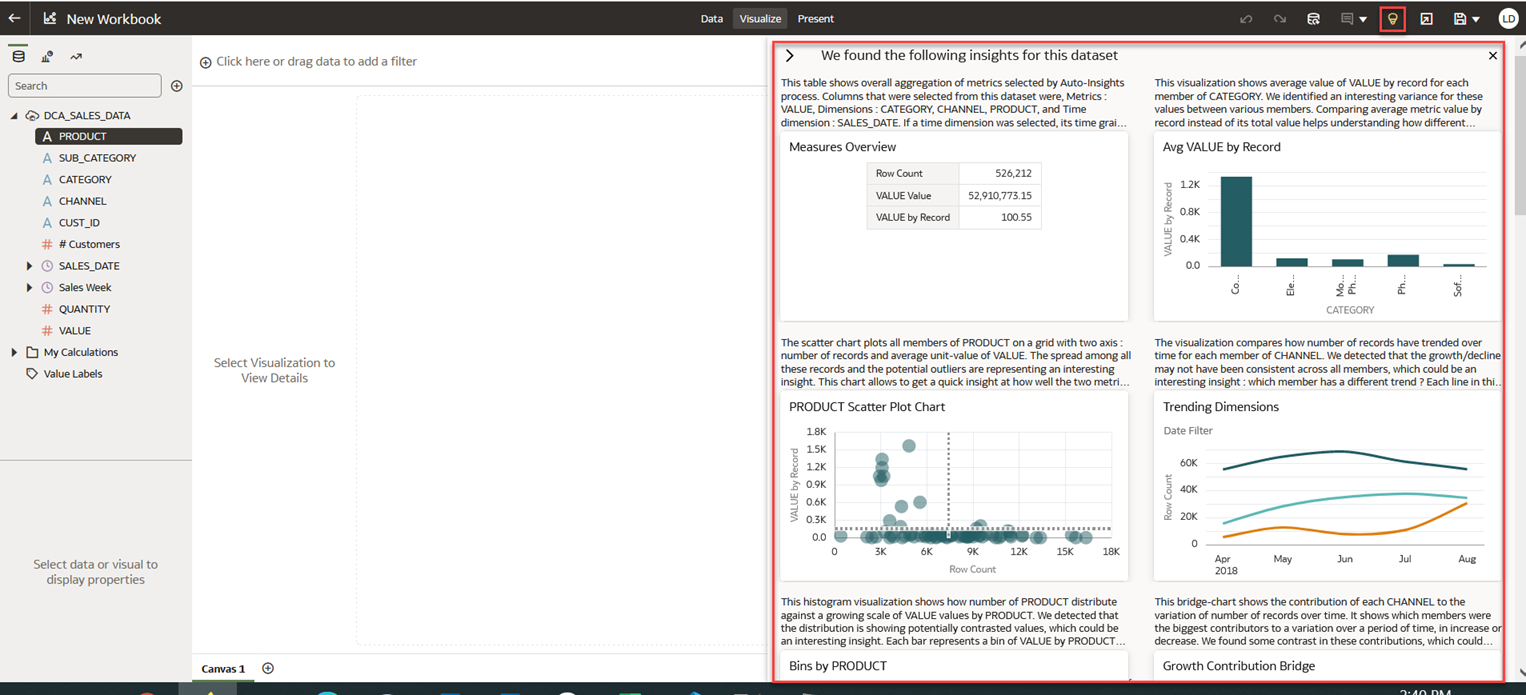 New Workbook
Data
Visualize
Present
LD
Search
DCA_SALES_DATA
A PRODUCT
A SUB_CATEGORY
A CATEGORY
A CHANNEL
A CUST_ID
# # Customers
SALES_DATE
Sales Week
# QUANTITY
# VALUE
My Calculations
Value Labels
Select data or visual to
display properties
Click here or drag data to add a filter
Select Visualization to
View Details
Canvas 1
We found the following insights for this dataset
This table shows overall aggregation of metrics selected by Auto-Insights
process. Columns that were selected from this dataset were, Metrics :
VALUE, Dimensions : CATEGORY, CHANNEL, PRODUCT, and Time
dimension : SALES_DATE. If a time dimension was selected, its time grai...
Measures Overview
Row Count 526,212
VALUE Value 52,910,773.15
VALUE by Record 100.55
This visualization shows average value of VALUE by record for each
member of CATEGORY. We identified an interesting variance for these
values between various members. Comparing average metric value by
record instead of its total value helps understanding how different...
Avg VALUE by Record
VALUE by Record
1.2K
0.8K
0.4K
0.0
Co...
Ele...
Mo...
Ph...
Ph...
Sof...
CATEGORY
The scatter chart plots all members of PRODUCT on a grid with two axis :
number of records and average unit-value of VALUE. The spread among all
these records and the potential outliers are representing an interesting
insight. This chart allows to get a quick insight at how well the two metri...
PRODUCT Scatter Plot Chart
VALUE by Record
1.8K
1.5K
1.2K
0.9K
0.6K
0.3K
0.0
0 3K 6K 9K 12K 15K 18K
Row Count
The visualization compares how number of records have trended over
time for each member of CHANNEL. We detected that the growth/decline
may not have been consistent across all members, which could be an
interesting insight : which member has a different trend ? Each line in thi...
Trending Dimensions
Date Filter
Row Count
60K
40K
20K
0
Apr May Jun Jul Aug
2018
This histogram visualization shows how number of PRODUCT distribute
against a growing scale of VALUE values by PRODUCT. We detected that
the distribution is showing potentially contrasted values, which could be
an interesting insight. Each bar represents a bin of VALUE by PRODUCT...
Bins by PRODUCT
This bridge-chart shows the contribution of each CHANNEL to the
variation of number of records over time. It shows which members were
the biggest contributors to a variation over a period of time, in increase or
decrease. We found some contrast in these contributions, which could...
Growth Contribution Bridge
2:40 PM